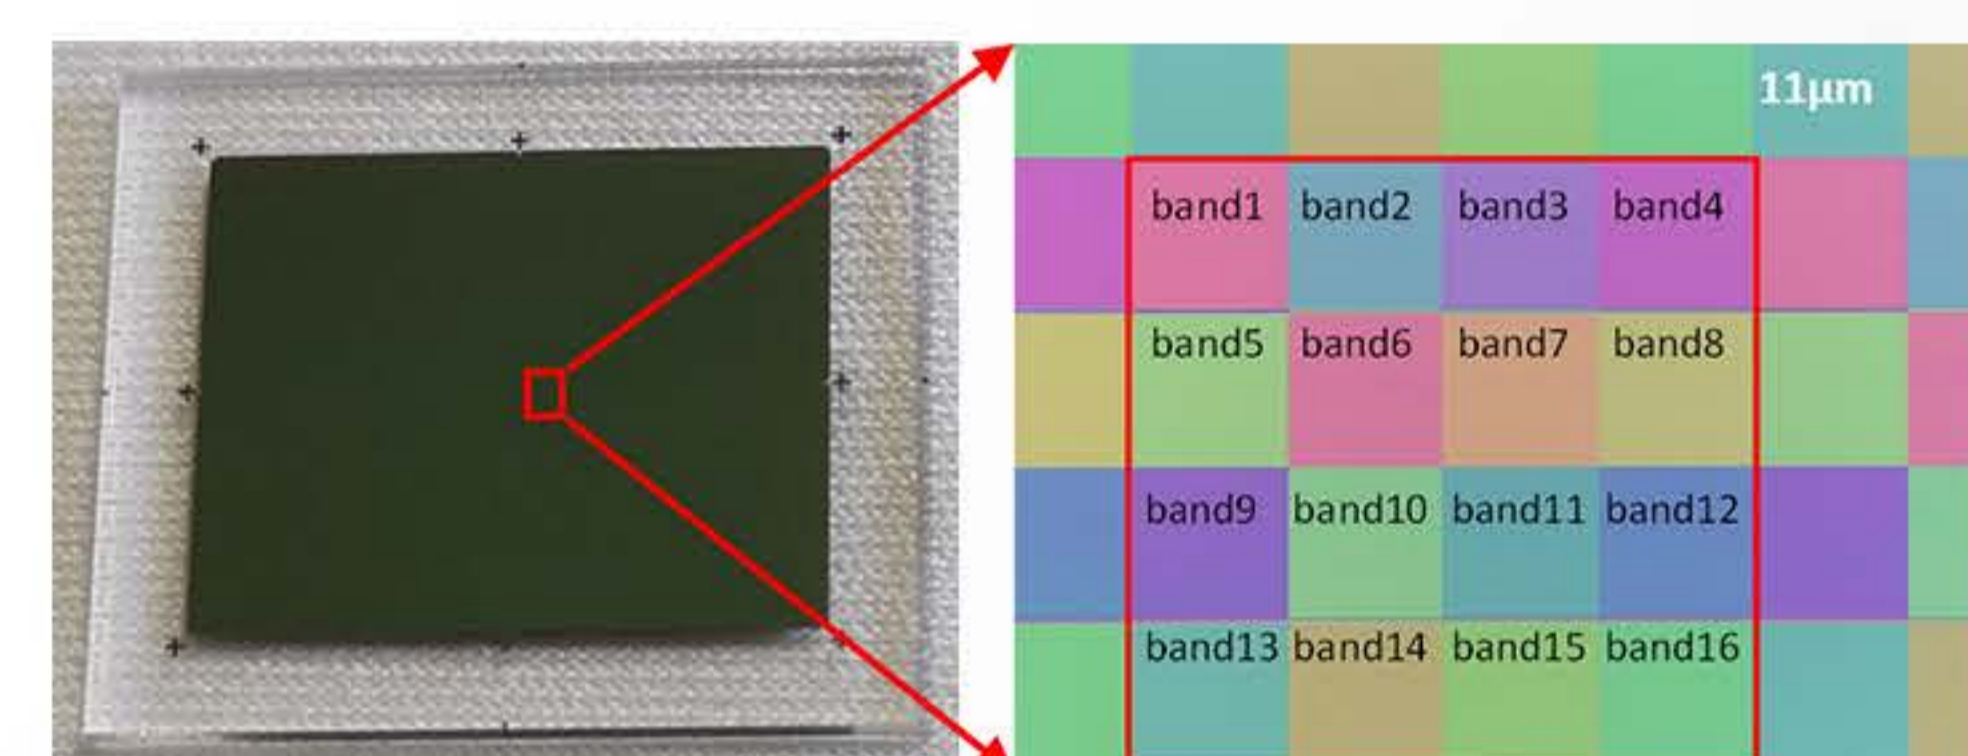 11μm
band1 band2 band3 band4
band5 band6 band7 band8
band9 band10 band11 band12
band13 band14 band15 band16